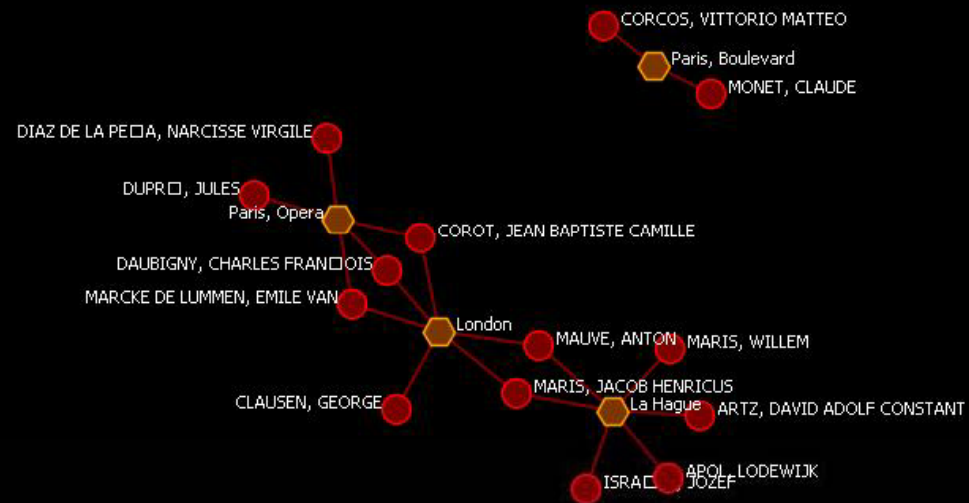 CORCOS, VITTORIO MATTEO
Paris, Boulevard
MONET, CLAUDE
DIAZ DE LA PE□A, NARCISSE VIRGILE
DUPR□, JULES
Paris, Opera
COROT, JEAN BAPTISTE CAMILLE
DAUBIGNY, CHARLES FRAN□OIS
MARCKE DE LUMMEN, EMILE VAN
London
MAUVE, ANTON
MARIS, WILLEM
MARIS, JACOB HENRICUS
CLAUSEN, GEORGE
La Hague
ARTZ, DAVID ADOLF CONSTANT
APOL, LODEWIJK
JOZEF